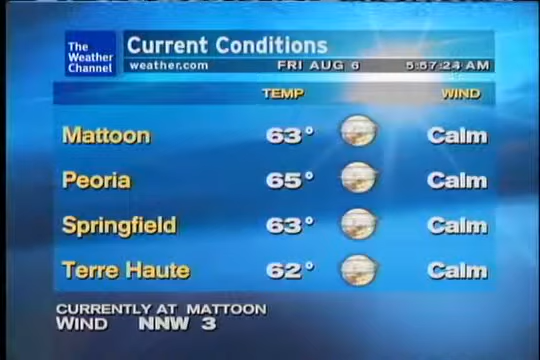 The Weather Channel
Current Conditions
weather.com FRI AUG 6 5:57:24 AM
TEMP WIND
Mattoon 63° Calm
Peoria 65° Calm
Springfield 63° Calm
Terre Haute 62° Calm
CURRENTLY AT MATTOON
WIND NNW 3